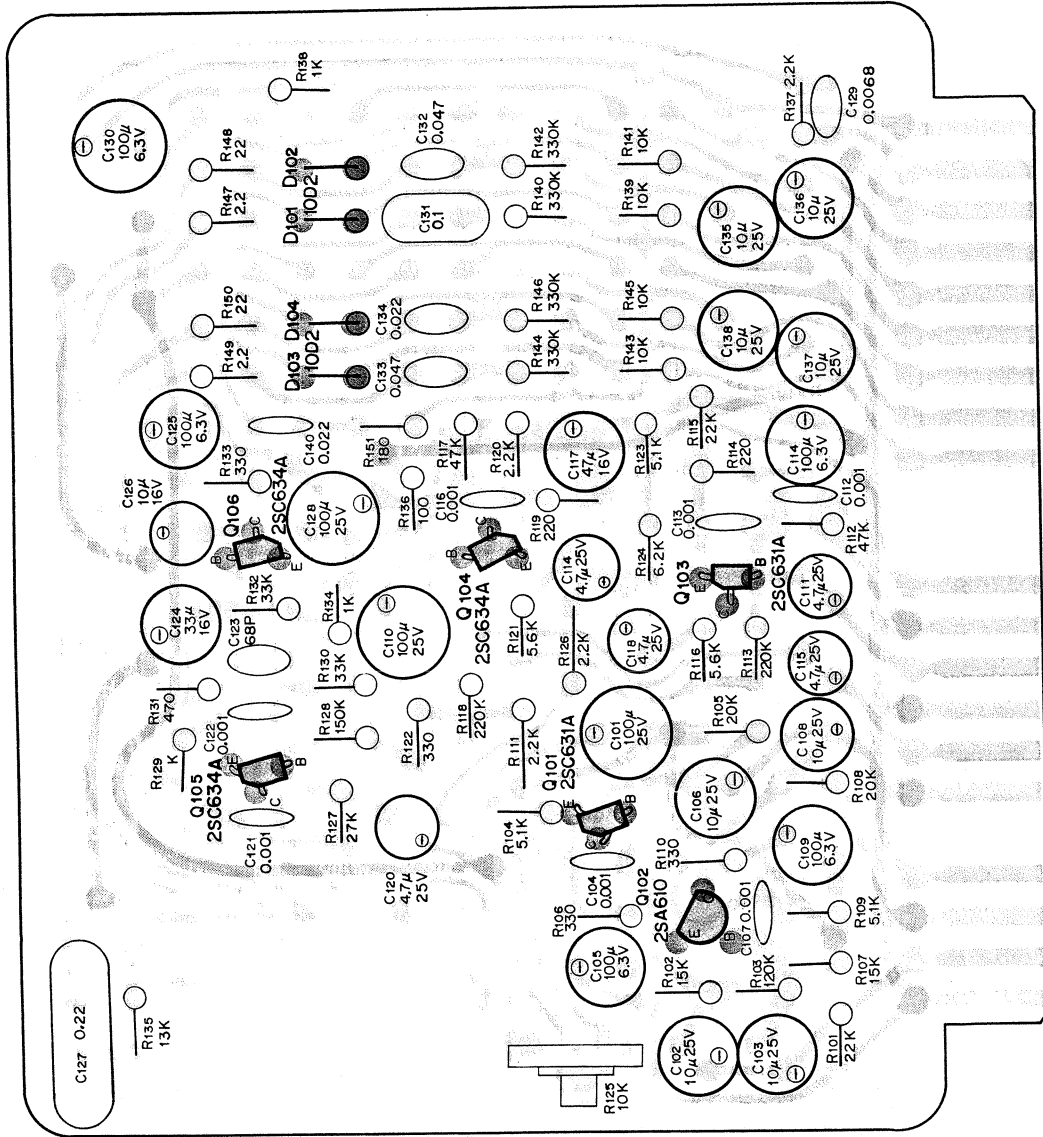 C130
100µ
6.3V
R138
1K
R148
22
R147
2.2
D102
D101
10D2
C132
0.047
C131
0.1
R142
330K
R140
330K
R141
10K
R139
10K
R137 2.2K
C129
0.0068
C135
10µ
25V
C136
10µ
25V
R150
22
R149
2.2
D104
D103
10D2
C134
0.022
C133
0.047
R146
330K
R144
330K
R145
10K
R143
10K
C138
10µ
25V
C137
10µ
25V
C125
100µ
6.3V
R133
330
C140
0.022
R151
180
R117
47K
R120
2.2K
C117
47µ
16V
R123
5.1K
R115
22K
R114
220
C114
100µ
6.3V
C112
0.001
C126
10µ
16V
Q106
2SC634A
B
C
E
C128
100µ
25V
R136
100
C116
0.001
R119
220
C113
0.001
R112
47K
C124
33µ
16V
R132
33K
R134
1K
C123
68P
C110
100µ
25V
Q104
2SC634A
B
C
E
C114
4.7µ25V
R124
6.2K
Q103
2SC631A
E
B
C111
4.7µ25V
R121
5.6K
R126
2.2K
C118
4.7µ
25V
R116
5.6K
R113
220K
C115
4.7µ25V
R131
470
R130
33K
R128
150K
R122
330
R118
220K
R111
2.2K
C101
100µ
25V
R105
20K
C108
10µ25V
R129
K
C122
0.001
Q105
2SC634A
E
B
C
C121
0.001
R127
27K
C120
4.7µ
25V
R104
5.1K
Q101
2SC631A
E
B
C
C106
10µ25V
R108
20K
C104
0.001
R110
330
C109
100µ
6.3V
Q102
2SA610
E
B
C107 0.001
R106
330
C105
100µ
6.3V
R102
15K
R103
120K
R109
5.1K
R107
15K
C127 0.22
R135
13K
R125
10K
C102
10µ25V
C103
10µ25V
R101
22K